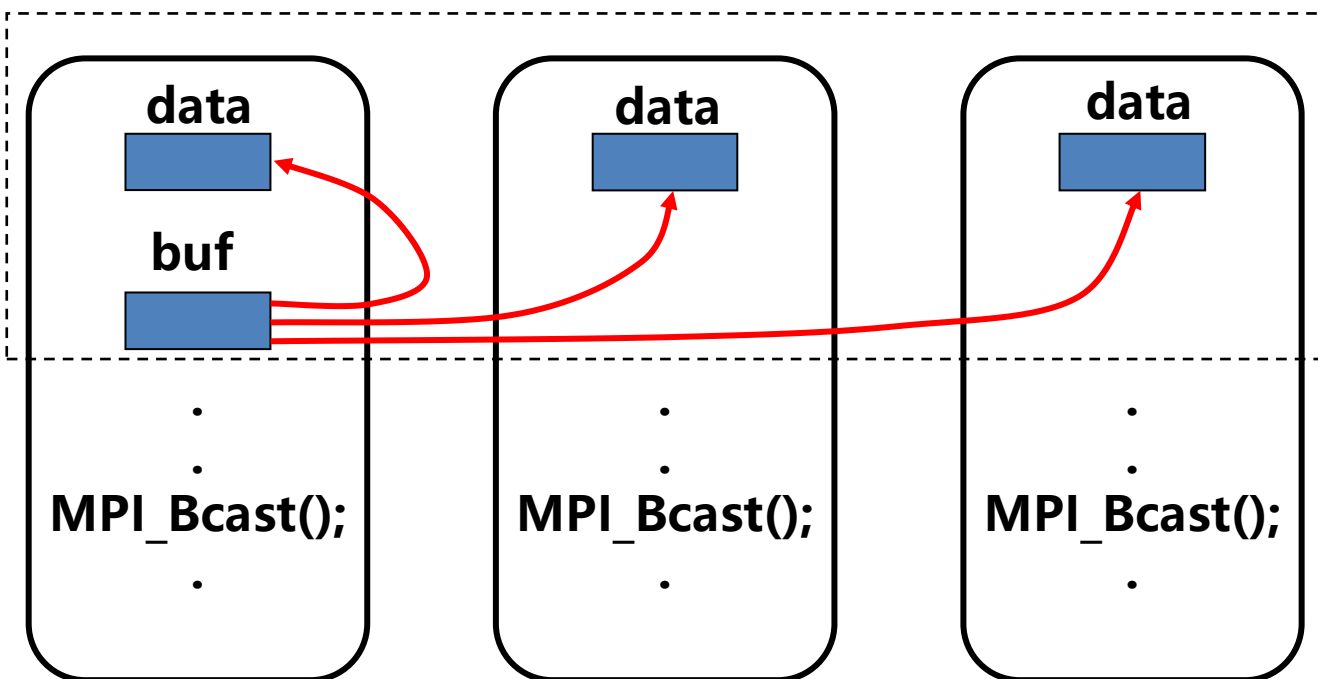 data
data
data
buf
.
.
.
.
.
.
MPI_Bcast();
MPI_Bcast();
MPI_Bcast();
.
.
.